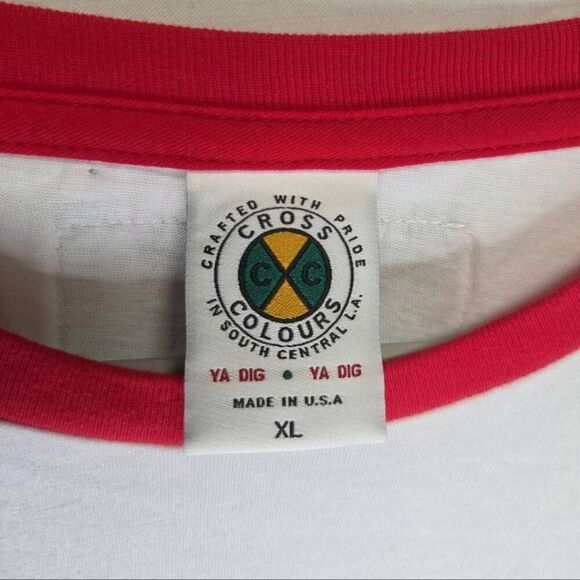 CRAFTED WITH PRIDE
CROSS
C C
COLOURS
IN SOUTH CENTRAL L.A.
YA DIG • YA DIG
MADE IN U.S.A
XL